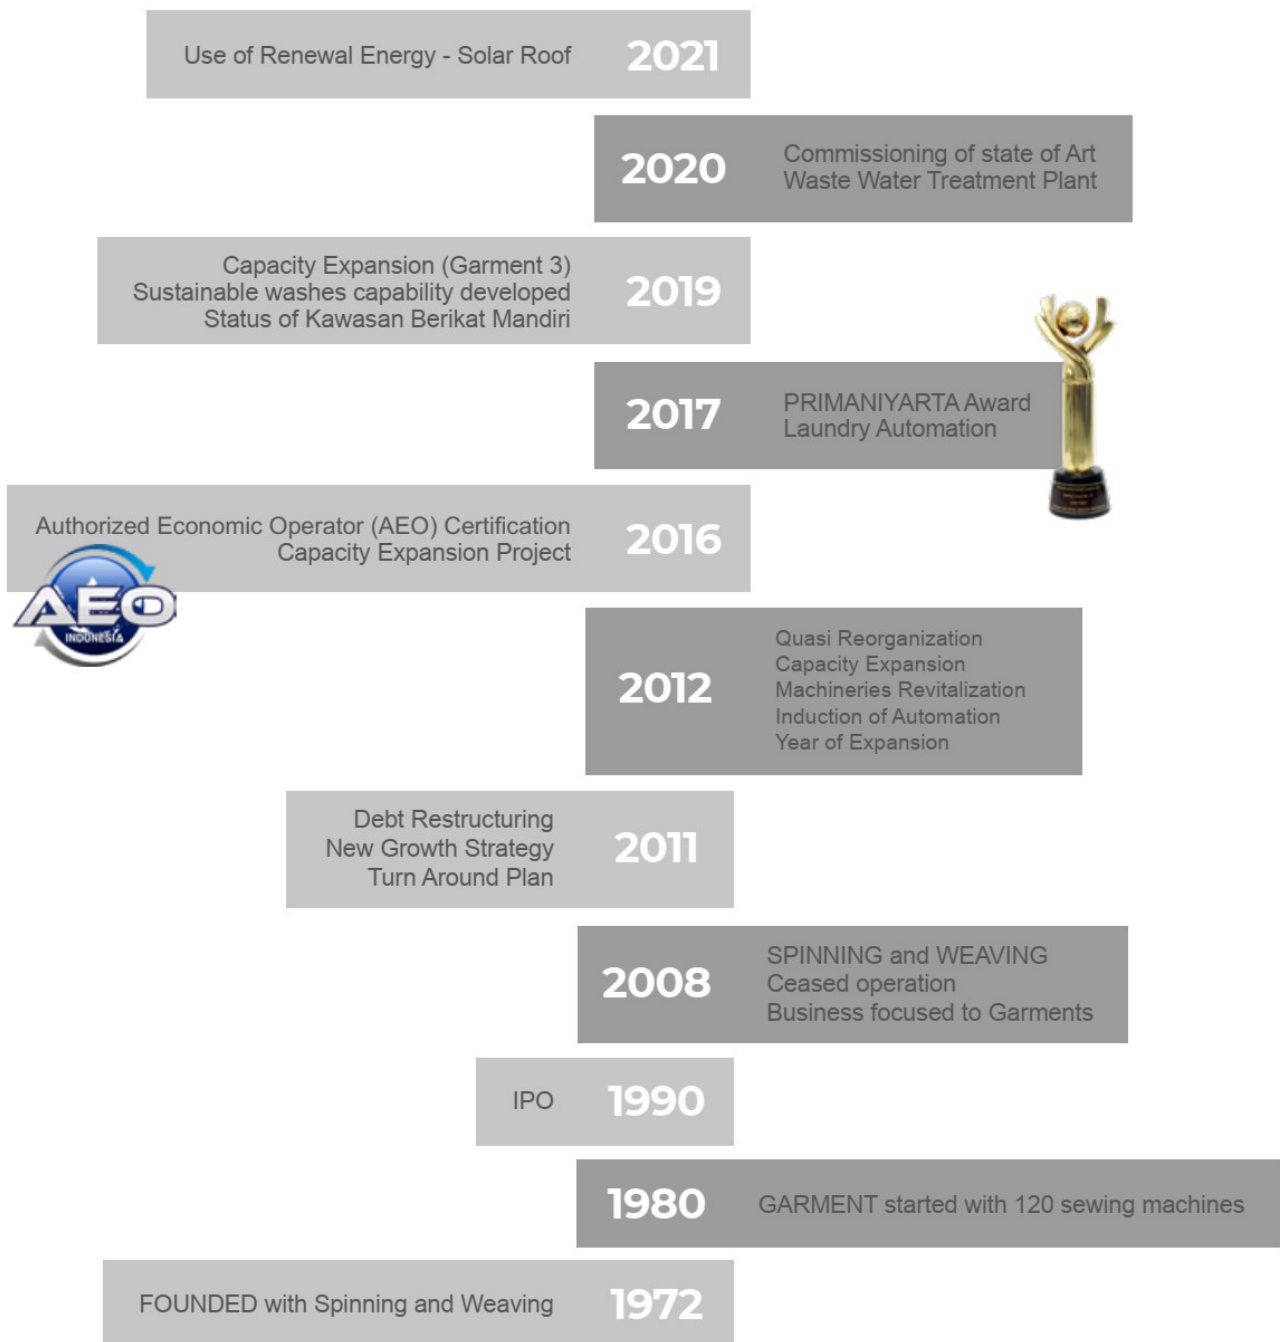 Use of Renewal Energy - Solar Roof
2021
2020
Commissioning of state of Art
Waste Water Treatment Plant
Capacity Expansion (Garment 3)
Sustainable washes capability developed
Status of Kawasan Berikat Mandiri
2019
2017
PRIMANIYARTA Award
Laundry Automation
Authorized Economic Operator (AEO) Certification
Capacity Expansion Project
2016
AEO
INDONESIA
2012
Quasi Reorganization
Capacity Expansion
Machineries Revitalization
Induction of Automation
Year of Expansion
Debt Restructuring
New Growth Strategy
Turn Around Plan
2011
2008
SPINNING and WEAVING
Ceased operation
Business focused to Garments
IPO
1990
1980
GARMENT started with 120 sewing machines
FOUNDED with Spinning and Weaving
1972